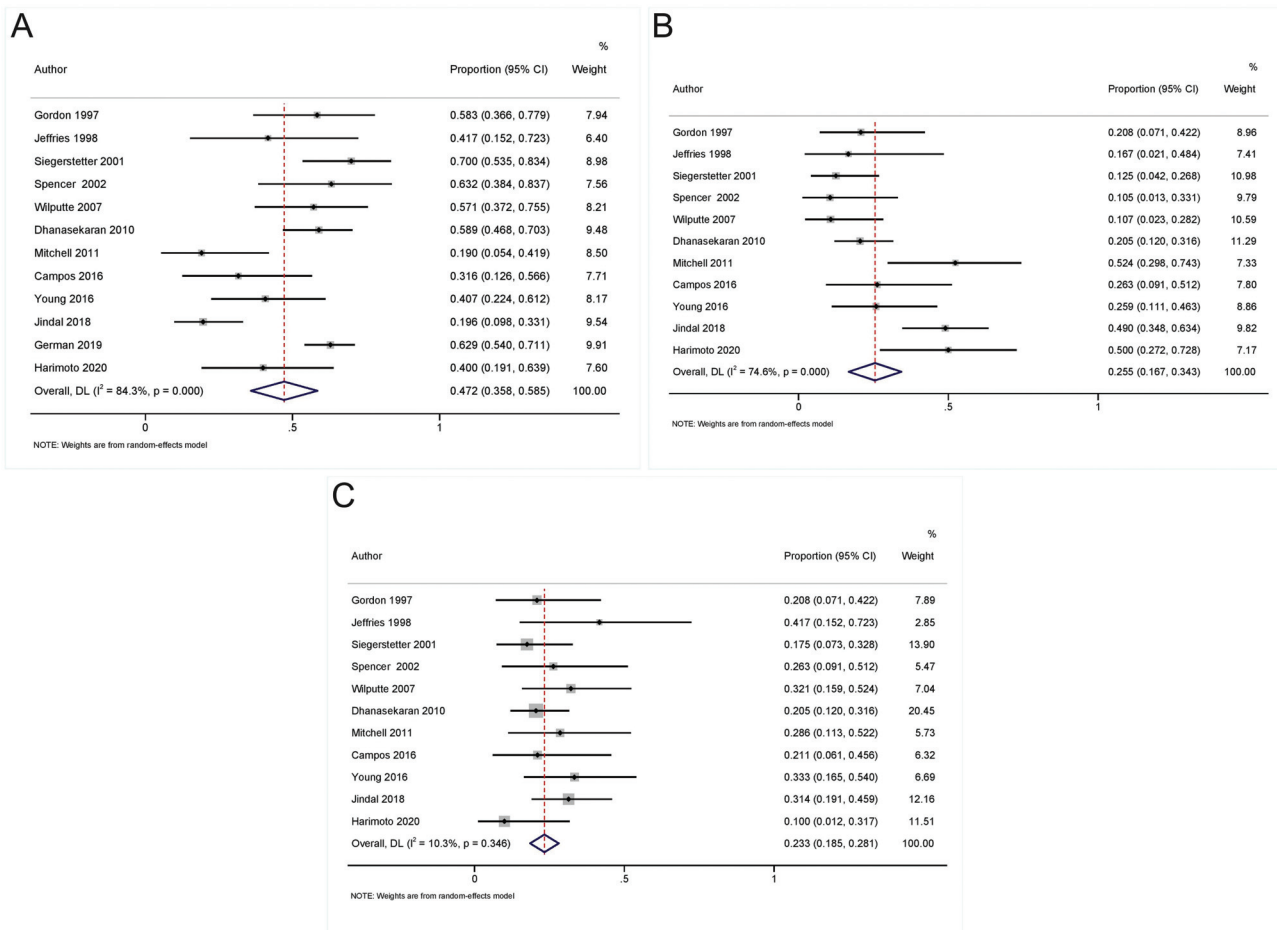 A
%
Author Proportion (95% CI) Weight
Gordon 1997 0.583 (0.366, 0.779) 7.94
Jeffries 1998 0.417 (0.152, 0.723) 6.40
Siegerstetter 2001 0.700 (0.535, 0.834) 8.98
Spencer 2002 0.632 (0.384, 0.837) 7.56
Wilputte 2007 0.571 (0.372, 0.755) 8.21
Dhanasekaran 2010 0.589 (0.468, 0.703) 9.48
Mitchell 2011 0.190 (0.054, 0.419) 8.50
Campos 2016 0.316 (0.126, 0.566) 7.71
Young 2016 0.407 (0.224, 0.612) 8.17
Jindal 2018 0.196 (0.098, 0.331) 9.54
German 2019 0.629 (0.540, 0.711) 9.91
Harimoto 2020 0.400 (0.191, 0.639) 7.60
Overall, DL (I² = 84.3%, p = 0.000) 0.472 (0.358, 0.585) 100.00
0 .5 1
NOTE: Weights are from random-effects model
B
%
Author Proportion (95% CI) Weight
Gordon 1997 0.208 (0.071, 0.422) 8.96
Jeffries 1998 0.167 (0.021, 0.484) 7.41
Siegerstetter 2001 0.125 (0.042, 0.268) 10.98
Spencer 2002 0.105 (0.013, 0.331) 9.79
Wilputte 2007 0.107 (0.023, 0.282) 10.59
Dhanasekaran 2010 0.205 (0.120, 0.316) 11.29
Mitchell 2011 0.524 (0.298, 0.743) 7.33
Campos 2016 0.263 (0.091, 0.512) 7.80
Young 2016 0.259 (0.111, 0.463) 8.86
Jindal 2018 0.490 (0.348, 0.634) 9.82
Harimoto 2020 0.500 (0.272, 0.728) 7.17
Overall, DL (I² = 74.6%, p = 0.000) 0.255 (0.167, 0.343) 100.00
0 .5 1
NOTE: Weights are from random-effects model
C
%
Author Proportion (95% CI) Weight
Gordon 1997 0.208 (0.071, 0.422) 7.89
Jeffries 1998 0.417 (0.152, 0.723) 2.85
Siegerstetter 2001 0.175 (0.073, 0.328) 13.90
Spencer 2002 0.263 (0.091, 0.512) 5.47
Wilputte 2007 0.321 (0.159, 0.524) 7.04
Dhanasekaran 2010 0.205 (0.120, 0.316) 20.45
Mitchell 2011 0.286 (0.113, 0.522) 5.73
Campos 2016 0.211 (0.061, 0.456) 6.32
Young 2016 0.333 (0.165, 0.540) 6.69
Jindal 2018 0.314 (0.191, 0.459) 12.16
Harimoto 2020 0.100 (0.012, 0.317) 11.51
Overall, DL (I² = 10.3%, p = 0.346) 0.233 (0.185, 0.281) 100.00
0 .5 1
NOTE: Weights are from random-effects model